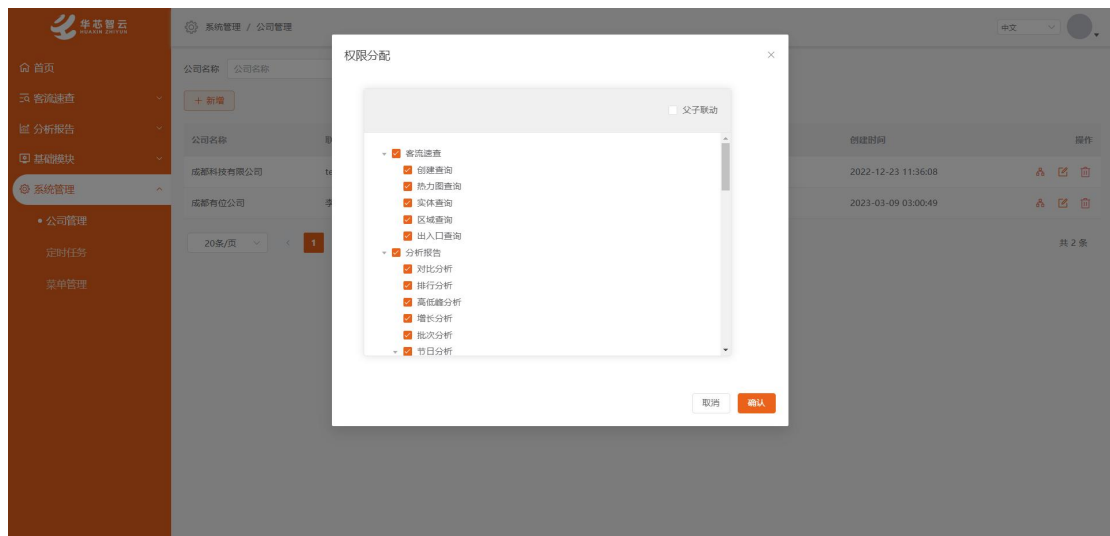 华芯智云
HUAXIN ZHIYUN
系统管理 / 公司管理
中文
首页
客流速查
分析报告
基础模块
系统管理
公司管理
定时任务
菜单管理
公司名称 公司名称
+ 新增
公司名称
创建时间 操作
成都科技有限公司 te
2022-12-23 11:36:08
成都有位公司 李
2023-03-09 03:00:49
20条/页 < 1
共 2 条
权限分配 ×
父子联动
客流速查
创建查询
热力图查询
实体查询
区域查询
出入口查询
分析报告
对比分析
排行分析
高低峰分析
增长分析
批次分析
节日分析
取消 确认